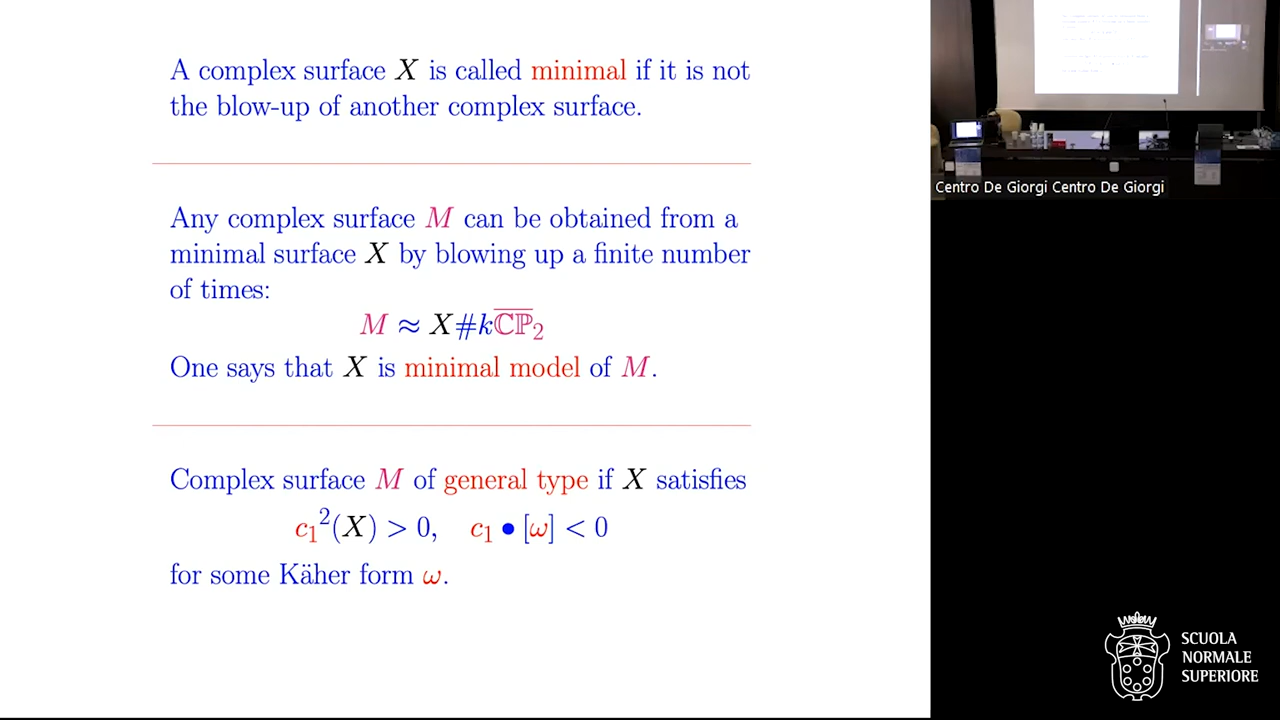 A complex surface X is called minimal if it is not
the blow-up of another complex surface.
Any complex surface M can be obtained from a
minimal surface X by blowing up a finite number
of times:
M ≈ X#k\overline{ℂℙ}₂
One says that X is minimal model of M.
Complex surface M of general type if X satisfies
c₁²(X) > 0, c₁ • [ω] < 0
for some Käher form ω.
Centro De Giorgi Centro De Giorgi
SCUOLA
NORMALE
SUPERIORE